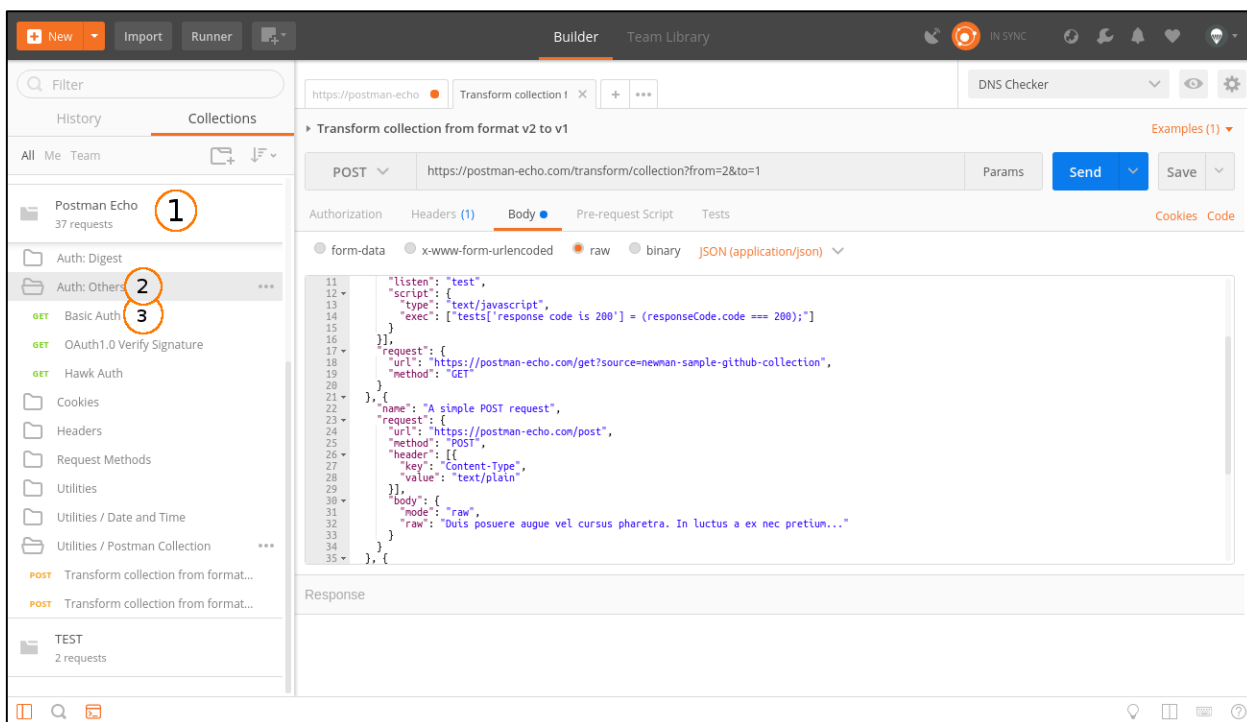 New
Import
Runner
Builder
Team Library
IN SYNC
Filter
History
Collections
All Me Team
Postman Echo
37 requests
1
Auth: Digest
Auth: Others
2
GET Basic Auth
3
GET OAuth1.0 Verify Signature
GET Hawk Auth
Cookies
Headers
Request Methods
Utilities
Utilities / Date and Time
Utilities / Postman Collection
POST Transform collection from format...
POST Transform collection from format...
TEST
2 requests
https://postman-echo
Transform collection f
DNS Checker
Transform collection from format v2 to v1
Examples (1)
POST
https://postman-echo.com/transform/collection?from=2&to=1
Params
Send
Save
Authorization
Headers (1)
Body
Pre-request Script
Tests
Cookies Code
form-data
x-www-form-urlencoded
raw
binary
JSON (application/json)
11 "listen": "test",
12 "script": {
13 "type": "text/javascript",
14 "exec": ["tests['response code is 200'] = (responseCode.code === 200);"]
15 }
16 }],
17 "request": {
18 "url": "https://postman-echo.com/get?source=newman-sample-github-collection",
19 "method": "GET"
20 }
21 }, {
22 "name": "A simple POST request",
23 "request": {
24 "url": "https://postman-echo.com/post",
25 "method": "POST",
26 "header": [{
27 "key": "Content-Type",
28 "value": "text/plain"
29 }],
30 "body": {
31 "mode": "raw",
32 "raw": "Duis posuere augue vel cursus pharetra. In luctus a ex nec pretium..."
33 }
34 }
35 }, {
Response